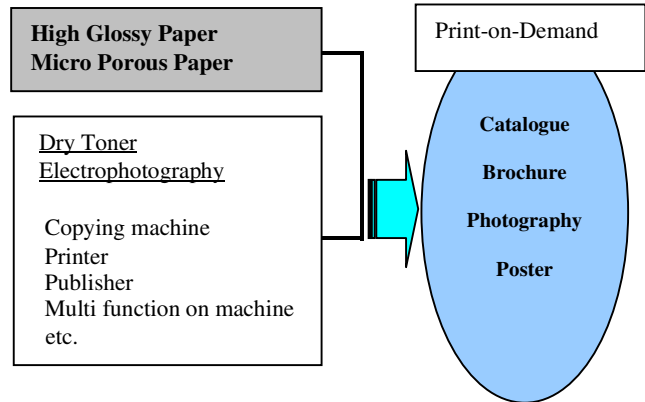 High Glossy Paper
Micro Porous Paper
Dry Toner
Electrophotography
Copying machine
Printer
Publisher
Multi function on machine
etc.
Print-on-Demand
Catalogue
Brochure
Photography
Poster